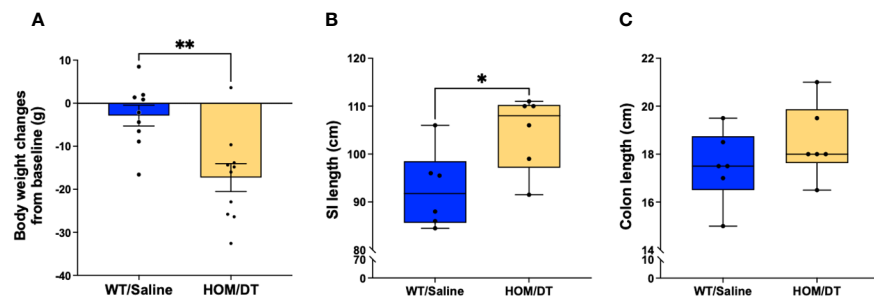 A
B
C
**
*
Body weight changes
from baseline (g)
10
0
-10
-20
-30
-40
WT/Saline HOM/DT
SI length (cm)
120
110
100
90
80
70
0
WT/Saline HOM/DT
Colon length (cm)
22
20
18
16
14
12
0
WT/Saline HOM/DT